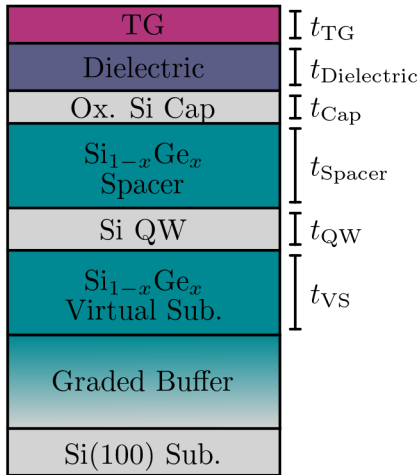 TG
t_TG
Dielectric
t_Dielectric
Ox. Si Cap
t_Cap
Si_{1−x}Ge_x
Spacer
t_Spacer
Si QW
t_QW
Si_{1−x}Ge_x
Virtual Sub.
t_VS
Graded Buffer
Si(100) Sub.